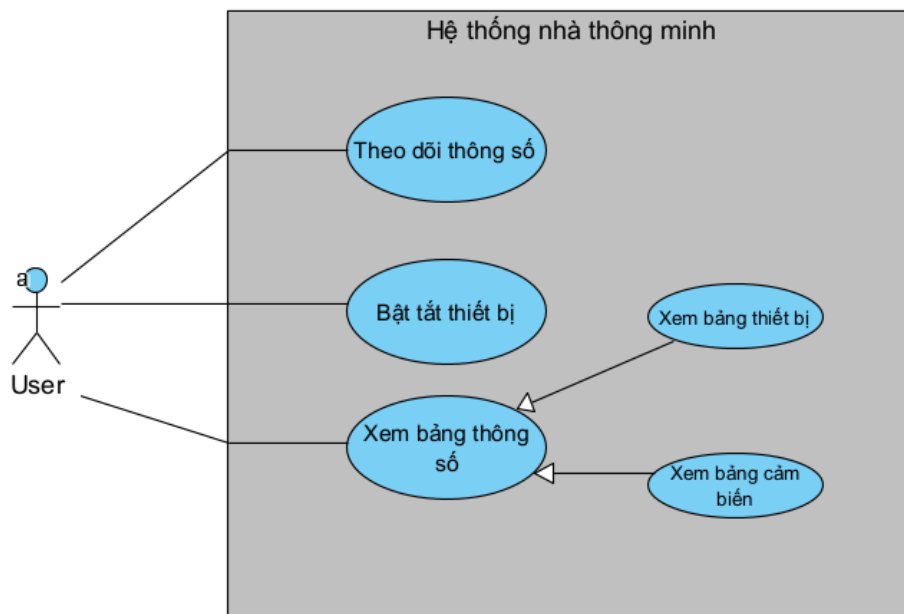 Hệ thống nhà thông minh
Theo dõi thông số
a
Bật tắt thiết bị
Xem bảng thiết bị
User
Xem bảng thông
số
Xem bảng cảm
biến